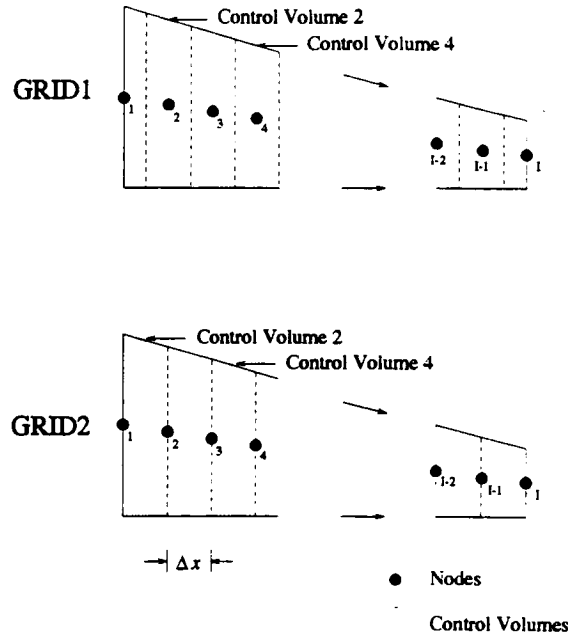 Control Volume 2
Control Volume 4
GRID1
1 2 3 4 I-2 I-1 I
Control Volume 2
Control Volume 4
GRID2
1 2 3 4 I-2 I-1 I
Δx
Nodes
Control Volumes